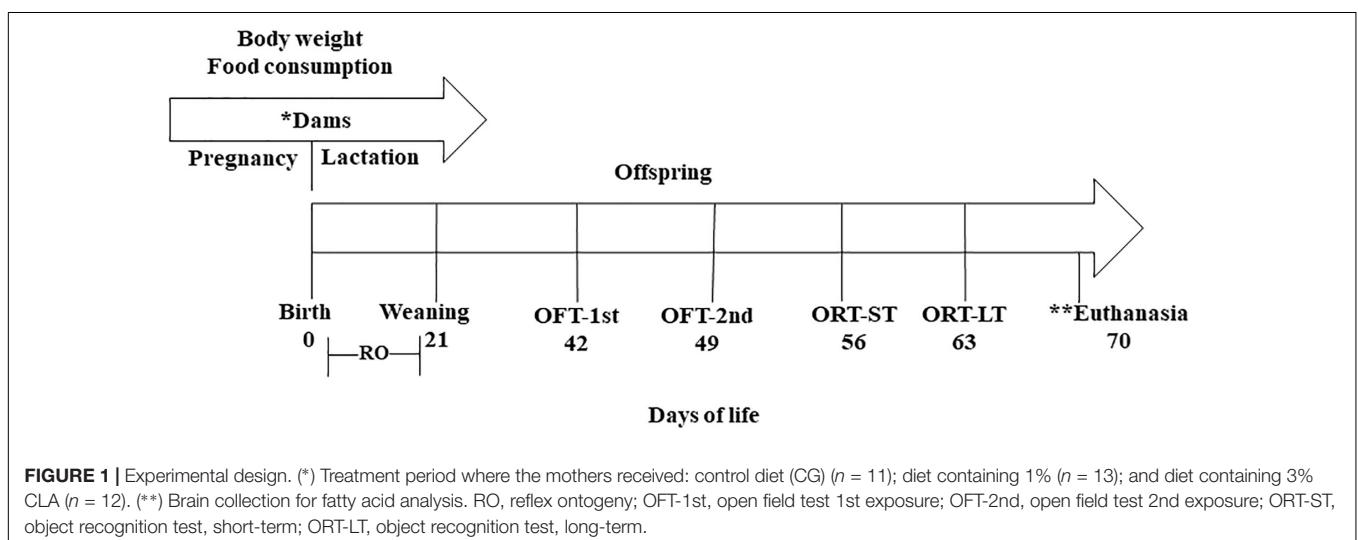 Body weight
Food consumption
*Dams
Pregnancy Lactation
Offspring
Birth Weaning OFT-1st OFT-2nd ORT-ST ORT-LT **Euthanasia
0 21 42 49 56 63 70
RO
Days of life
FIGURE 1 | Experimental design. (*) Treatment period where the mothers received: control diet (CG) (n = 11); diet containing 1% (n = 13); and diet containing 3%
CLA (n = 12). (**) Brain collection for fatty acid analysis. RO, reflex ontogeny; OFT-1st, open field test 1st exposure; OFT-2nd, open field test 2nd exposure; ORT-ST,
object recognition test, short-term; ORT-LT, object recognition test, long-term.